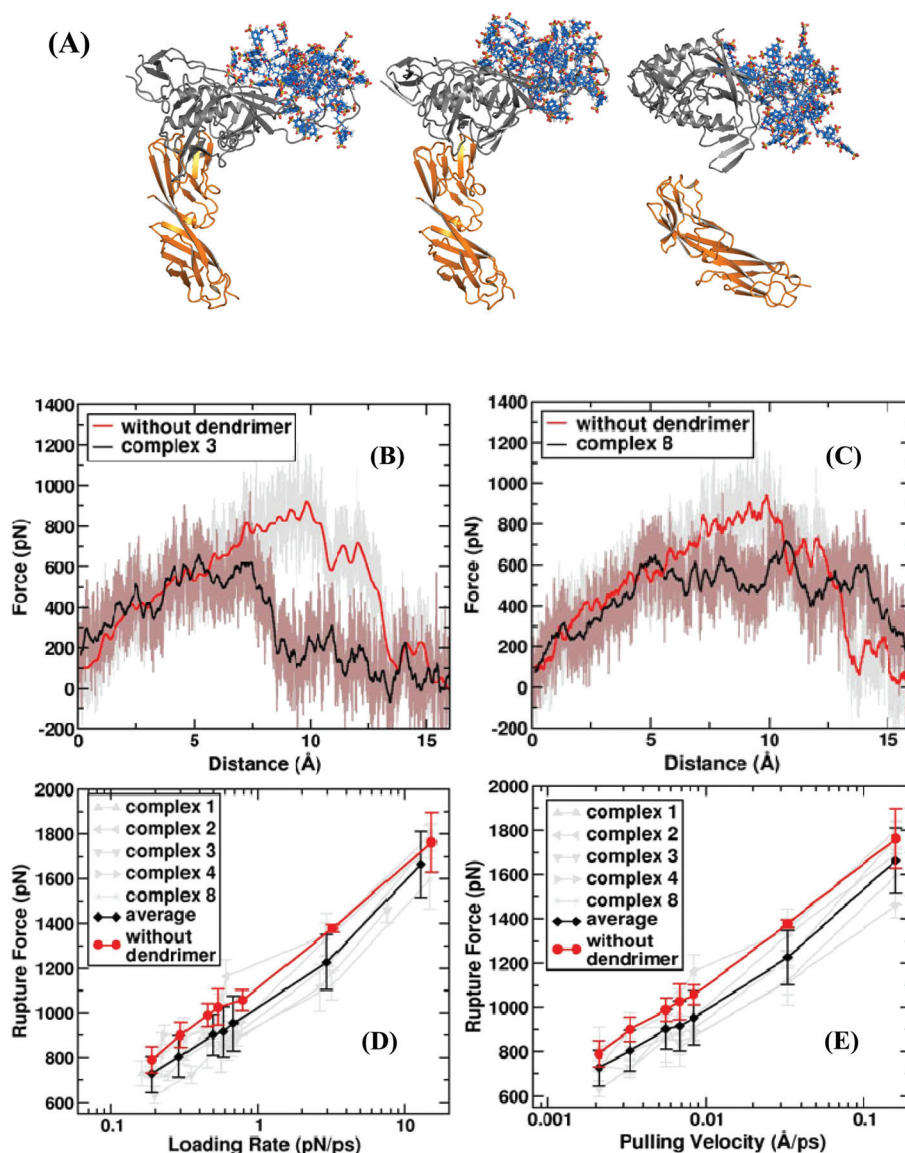 (A)
1400
1200
1000
800
600
400
200
0
-200
Force (pN)
without dendrimer
complex 3
(B)
0
5
10
15
Distance (Å)
1400
1200
1000
800
600
400
200
0
-200
Force (pN)
without dendrimer
complex 8
(C)
0
5
10
15
Distance (Å)
2000
1800
1600
1400
1200
1000
800
600
Rupture Force (pN)
complex 1
complex 2
complex 3
complex 4
complex 8
average
without
dendrimer
(D)
0.1
1
10
Loading Rate (pN/ps)
2000
1800
1600
1400
1200
1000
800
600
Rupture Force (pN)
complex 1
complex 2
complex 3
complex 4
complex 8
average
without
dendrimer
(E)
0.001
0.01
0.1
Pulling Velocity (Å/ps)